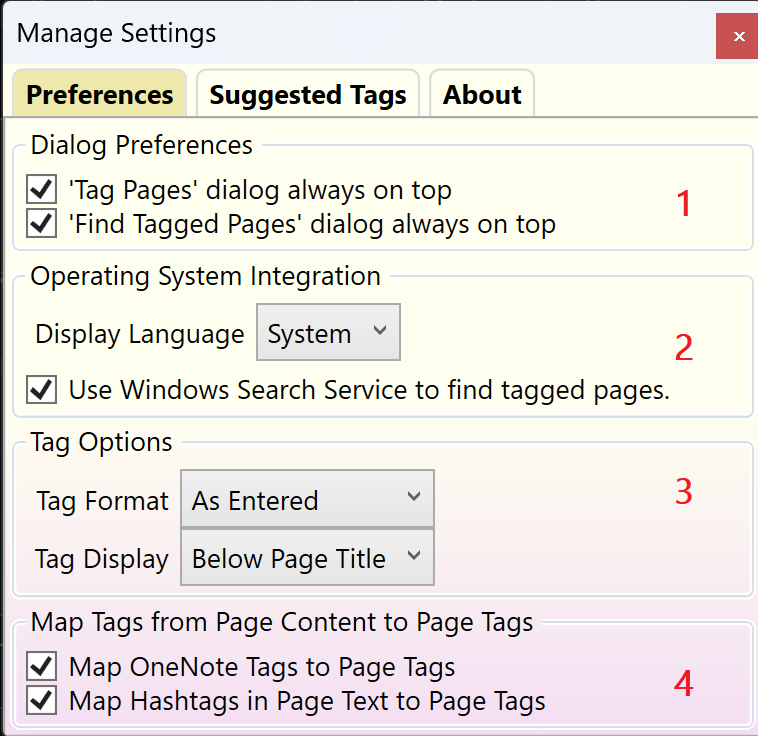 Manage Settings
x
Preferences Suggested Tags About
Dialog Preferences
'Tag Pages' dialog always on top
1
'Find Tagged Pages' dialog always on top
Operating System Integration
Display Language System
2
Use Windows Search Service to find tagged pages.
Tag Options
Tag Format As Entered
3
Tag Display Below Page Title
Map Tags from Page Content to Page Tags
Map OneNote Tags to Page Tags
4
Map Hashtags in Page Text to Page Tags